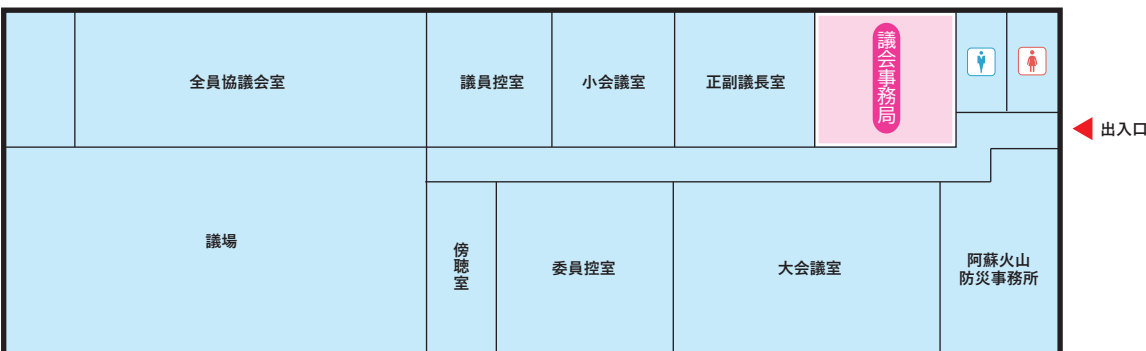 全員協議会室
議員控室
小会議室
正副議長室
議会事務局
出入口
議場
傍聴室
委員控室
大会議室
阿蘇火山
防災事務所